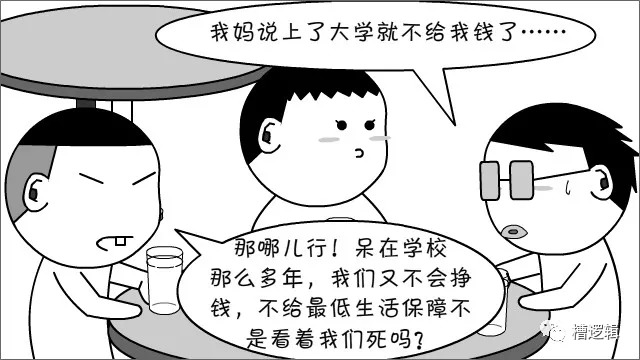 我妈说上了大学就不给我钱了……
那哪儿行！呆在学校
那么多年，我们又不会挣
钱，不给最低生活保障不
是看着我们死吗？
槽逻辑